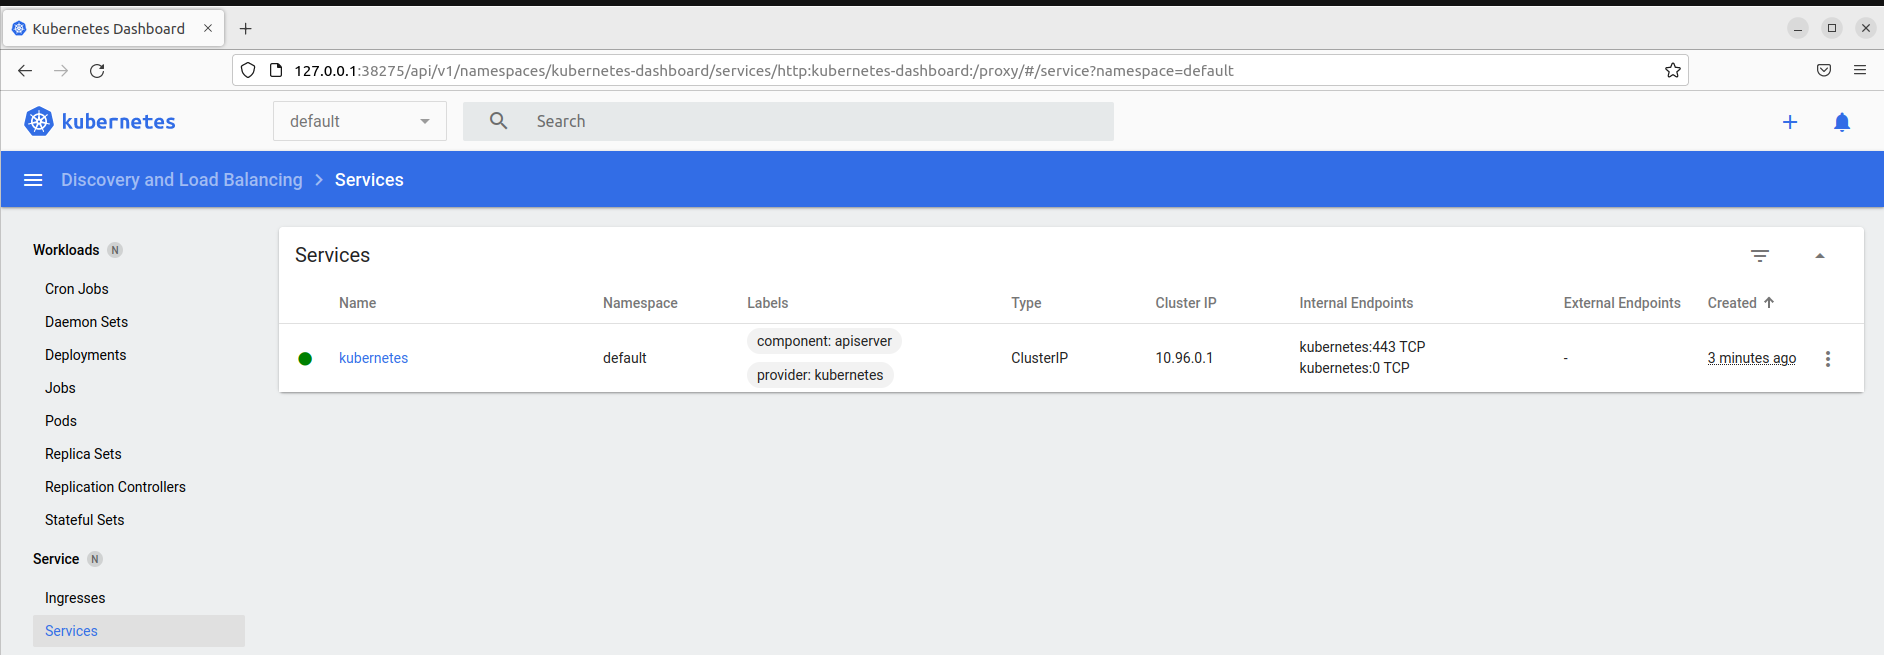 Kubernetes Dashboard
127.0.0.1:38275/api/v1/namespaces/kubernetes-dashboard/services/http:kubernetes-dashboard:/proxy/#/service?namespace=default
kubernetes
default
Search
Discovery and Load Balancing
Services
Workloads N
Cron Jobs
Daemon Sets
Deployments
Jobs
Pods
Replica Sets
Replication Controllers
Stateful Sets
Service N
Ingresses
Services
Services
Name Namespace Labels Type Cluster IP Internal Endpoints External Endpoints Created
kubernetes default component: apiserver ClusterIP 10.96.0.1 kubernetes:443 TCP - 3 minutes ago
provider: kubernetes kubernetes:0 TCP